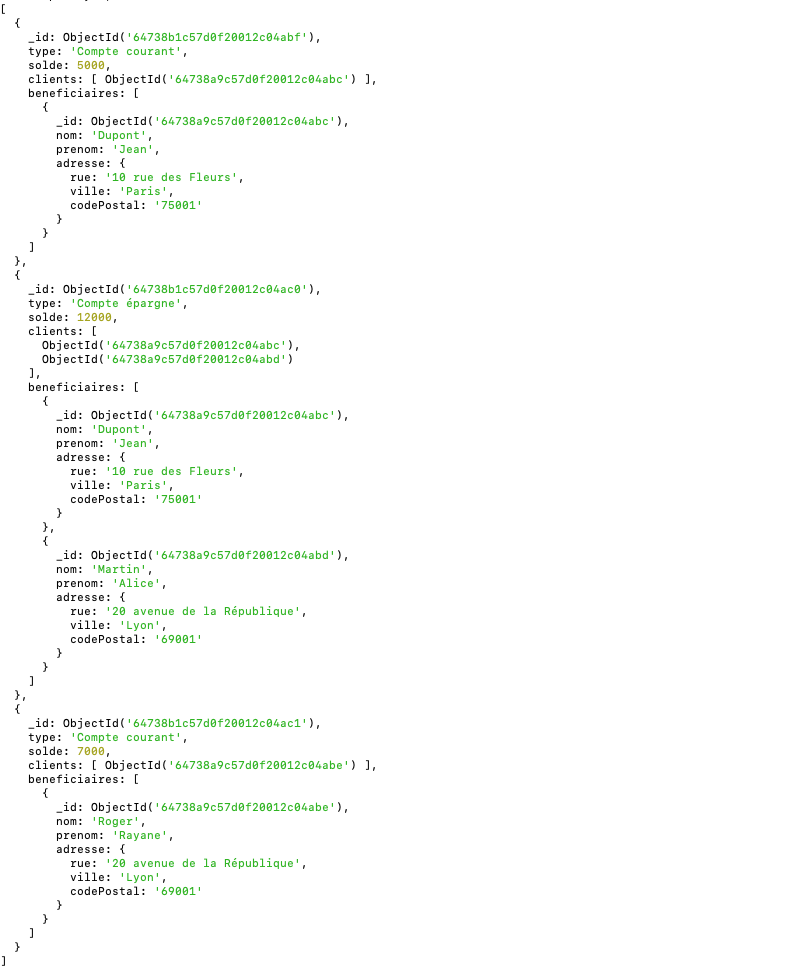 [
  {
    _id: ObjectId('64738b1c57d0f20012c04abf'),
    type: 'Compte courant',
    solde: 5000,
    clients: [ ObjectId('64738a9c57d0f20012c04abc') ],
    beneficiaires: [
      {
        _id: ObjectId('64738a9c57d0f20012c04abc'),
        nom: 'Dupont',
        prenom: 'Jean',
        adresse: {
          rue: '10 rue des Fleurs',
          ville: 'Paris',
          codePostal: '75001'
        }
      }
    ]
  },
  {
    _id: ObjectId('64738b1c57d0f20012c04ac0'),
    type: 'Compte épargne',
    solde: 12000,
    clients: [
      ObjectId('64738a9c57d0f20012c04abc'),
      ObjectId('64738a9c57d0f20012c04abd')
    ],
    beneficiaires: [
      {
        _id: ObjectId('64738a9c57d0f20012c04abc'),
        nom: 'Dupont',
        prenom: 'Jean',
        adresse: {
          rue: '10 rue des Fleurs',
          ville: 'Paris',
          codePostal: '75001'
        }
      },
      {
        _id: ObjectId('64738a9c57d0f20012c04abd'),
        nom: 'Martin',
        prenom: 'Alice',
        adresse: {
          rue: '20 avenue de la République',
          ville: 'Lyon',
          codePostal: '69001'
        }
      }
    ]
  },
  {
    _id: ObjectId('64738b1c57d0f20012c04ac1'),
    type: 'Compte courant',
    solde: 7000,
    clients: [ ObjectId('64738a9c57d0f20012c04abe') ],
    beneficiaires: [
      {
        _id: ObjectId('64738a9c57d0f20012c04abe'),
        nom: 'Roger',
        prenom: 'Rayane',
        adresse: {
          rue: '20 avenue de la République',
          ville: 'Lyon',
          codePostal: '69001'
        }
      }
    ]
  }
]